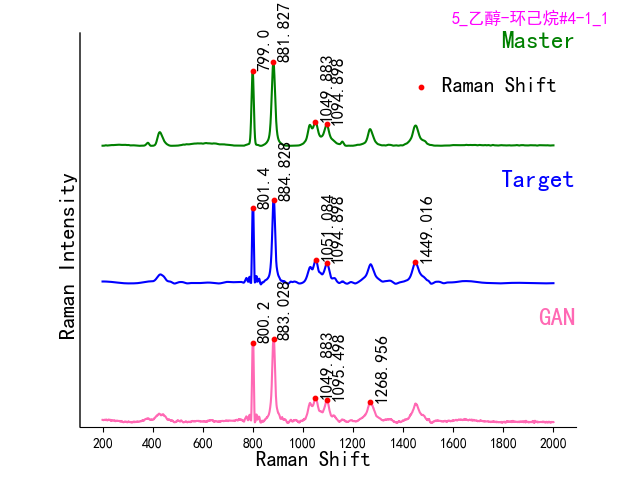 5_乙醇-环己烷#4-1_1
Master
799.0
881.827
1049.883
1094.898
Raman Shift
Target
801.4
884.828
1051.084
1094.898
1449.016
GAN
800.2
883.028
1049.883
1095.498
1268.956
Raman Intensity
200 400 600 800 1000 1200 1400 1600 1800 2000
Raman Shift